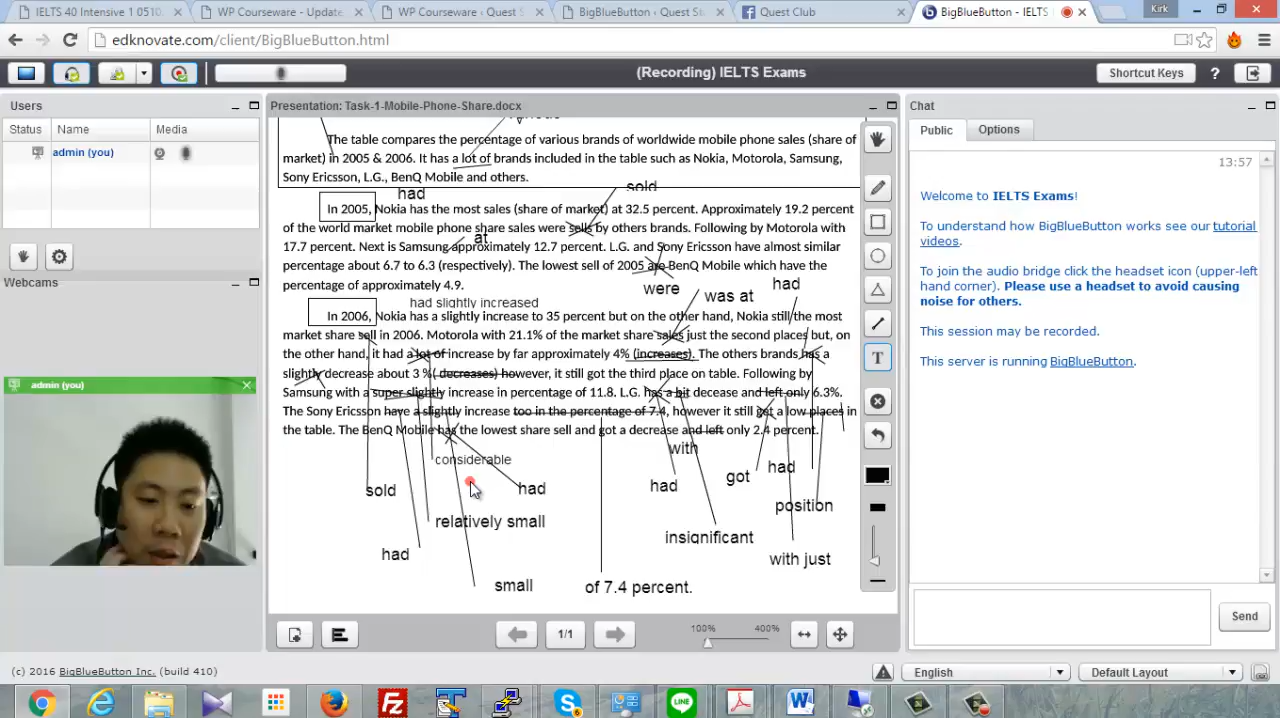 IELTS 40 Intensive 1 0510
WP Courseware - Update
WP Courseware ‹ Quest S
BigBlueButton ‹ Quest St
Quest Club
BigBlueButton - IELTS
Kirk
edknovate.com/client/BigBlueButton.html
(Recording) IELTS Exams
Shortcut Keys
?
Users
Presentation: Task-1-Mobile-Phone-Share.docx
Chat
Status Name Media
admin (you)
Public Options
13:57
Webcams
admin (you)
The table compares the percentage of various brands of worldwide mobile phone sales (share of
market) in 2005 & 2006. It has a lot of brands included in the table such as Nokia, Motorola, Samsung,
Sony Ericsson, L.G., BenQ Mobile and others.
had
sold
In 2005, Nokia has the most sales (share of market) at 32.5 percent. Approximately 19.2 percent
of the world market mobile phone share sales were sells by others brands. Following by Motorola with
at
17.7 percent. Next is Samsung approximately 12.7 percent. L.G. and Sony Ericsson have almost similar
percentage about 6.7 to 6.3 (respectively). The lowest sell of 2005 are BenQ Mobile which have the
percentage of approximately 4.9.
were
was at
had
had slightly increased
In 2006, Nokia has a slightly increase to 35 percent but on the other hand, Nokia still the most
market share sell in 2006. Motorola with 21.1% of the market share sales just the second places but, on
the other hand, it had a lot of increase by far approximately 4% (increases). The others brands has a
slightly decrease about 3 %( decreases) however, it still got the third place on table. Following by
Samsung with a super slightly increase in percentage of 11.8. L.G. has a bit decease and left only 6.3%.
The Sony Ericsson have a slightly increase too in the percentage of 7.4, however it still got a low places in
the table. The BenQ Mobile has the lowest share sell and got a decrease and left only 2.4 percent.
with
considerable
had
got
sold
had
had
position
relatively small
insignificant
had
with just
small
of 7.4 percent.
T
Welcome to IELTS Exams!
To understand how BigBlueButton works see our tutorial
videos.
To join the audio bridge click the headset icon (upper-left
hand corner). Please use a headset to avoid causing
noise for others.
This session may be recorded.
This server is running BigBlueButton.
Send
1/1
100%
400%
(c) 2016 BigBlueButton Inc. (build 410)
English
Default Layout